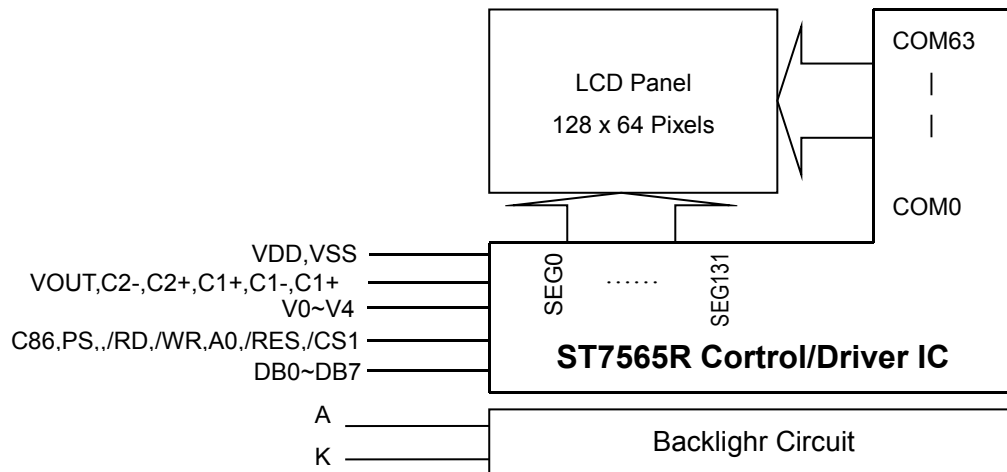 COM63
|
|
COM0
LCD Panel
128 x 64 Pixels
SEG0
......
SEG131
VDD,VSS
VOUT,C2-,C2+,C1+,C1-,C1+
V0~V4
C86,PS,,/RD,/WR,A0,/RES,/CS1
DB0~DB7
ST7565R Cortrol/Driver IC
A
K
Backlighr Circuit